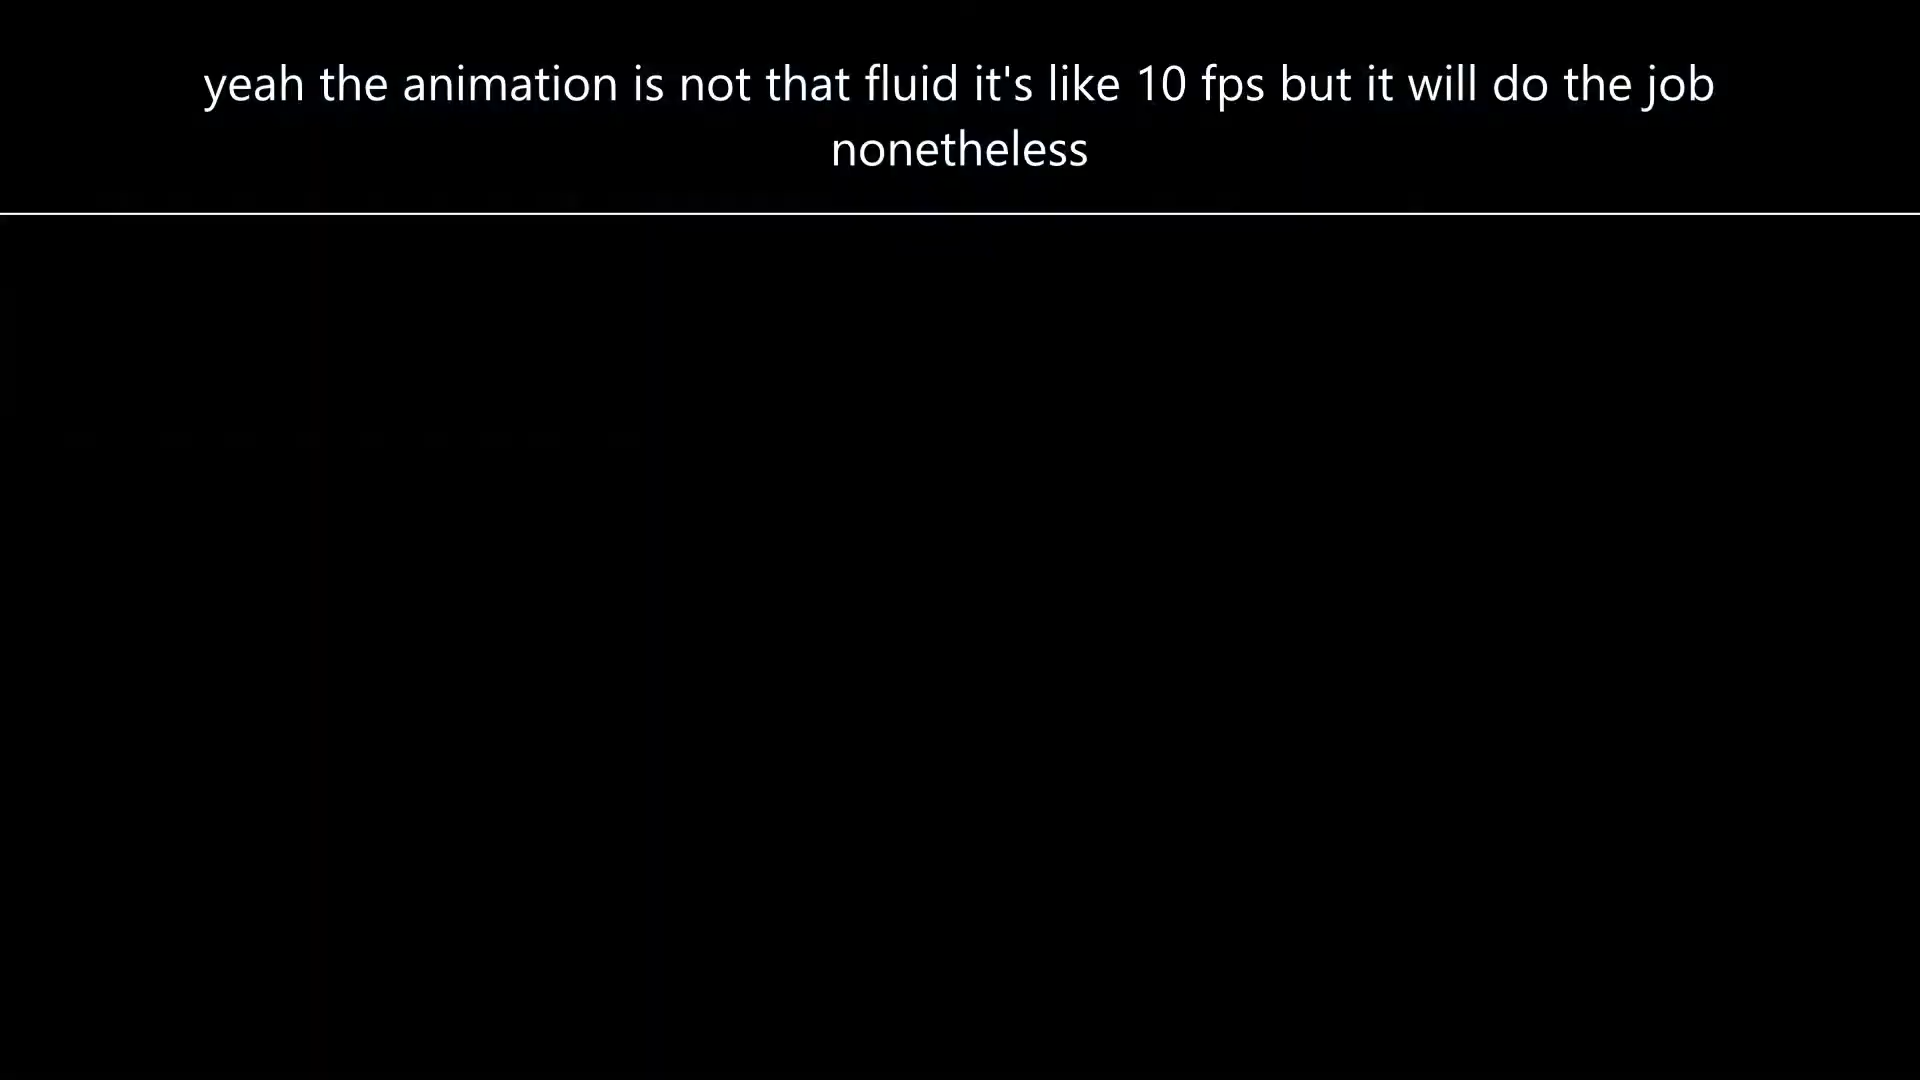 yeah the animation is not that fluid it's like 10 fps but it will do the job
nonetheless